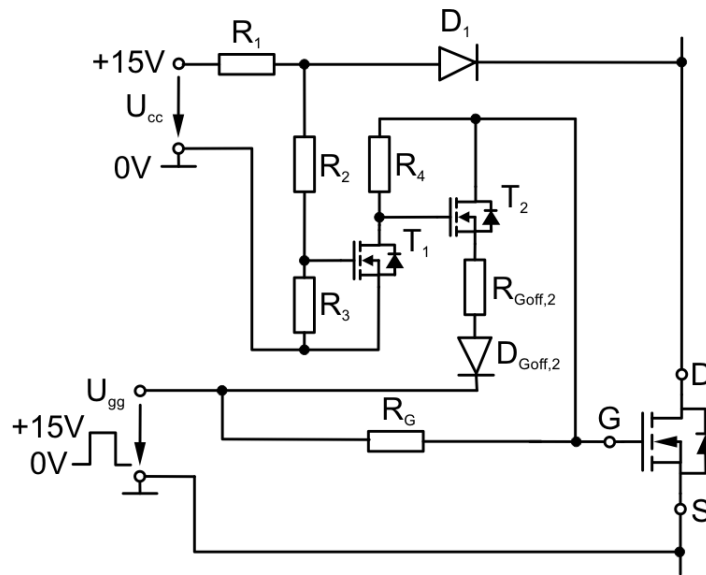 R1
D1
+15V
Ucc
0V
R2
R4
T2
T1
R3
RGoff,2
DGoff,2
Ugg
D
+15V
RG
G
0V
S